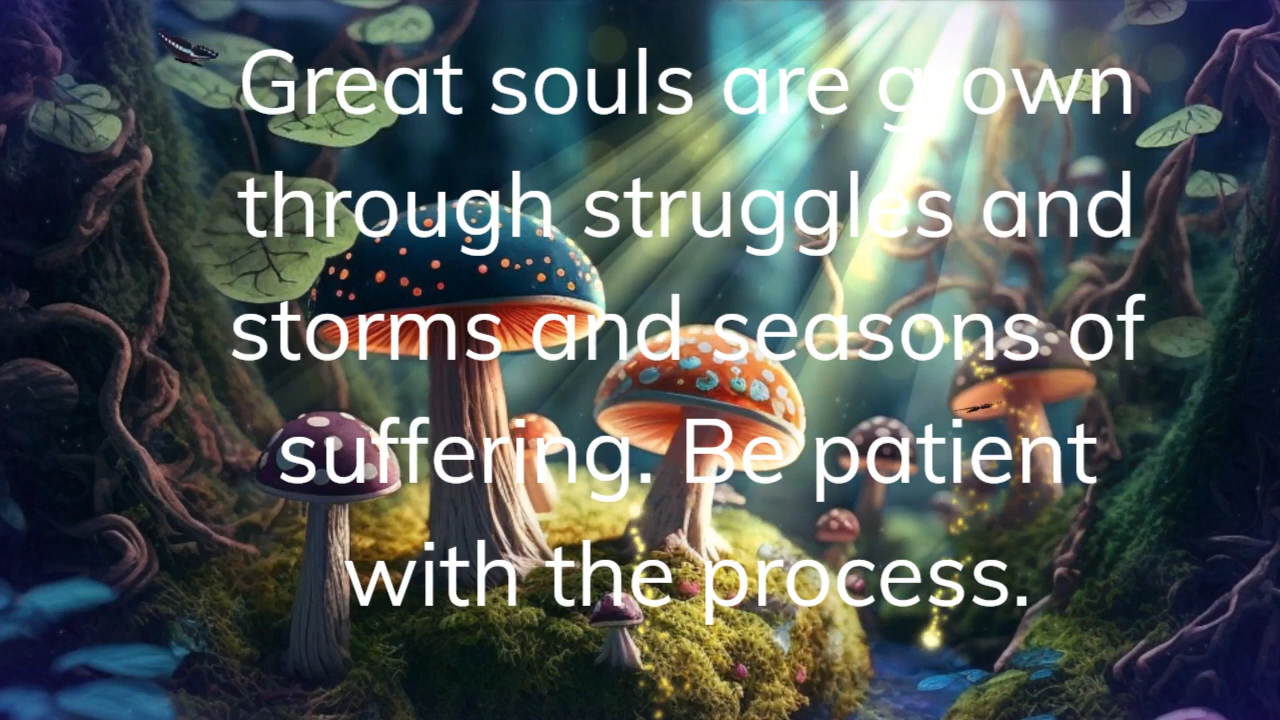 Great souls are grown
through struggles and
storms and seasons of
suffering. Be patient
with the process.